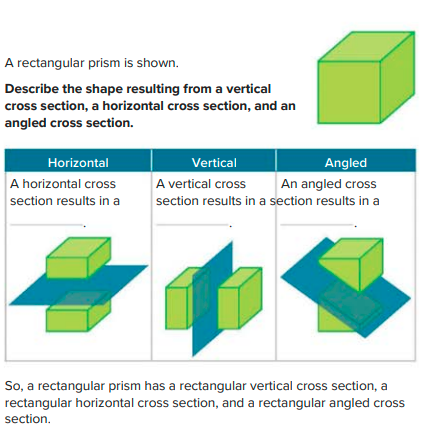 A rectangular prism is shown.
Describe the shape resulting from a vertical
cross section, a horizontal cross section, and an
angled cross section.
Horizontal
Vertical
Angled
A horizontal cross
section results in a
.
A vertical cross
section results in a
.
An angled cross
section results in a
.
So, a rectangular prism has a rectangular vertical cross section, a
rectangular horizontal cross section, and a rectangular angled cross
section.